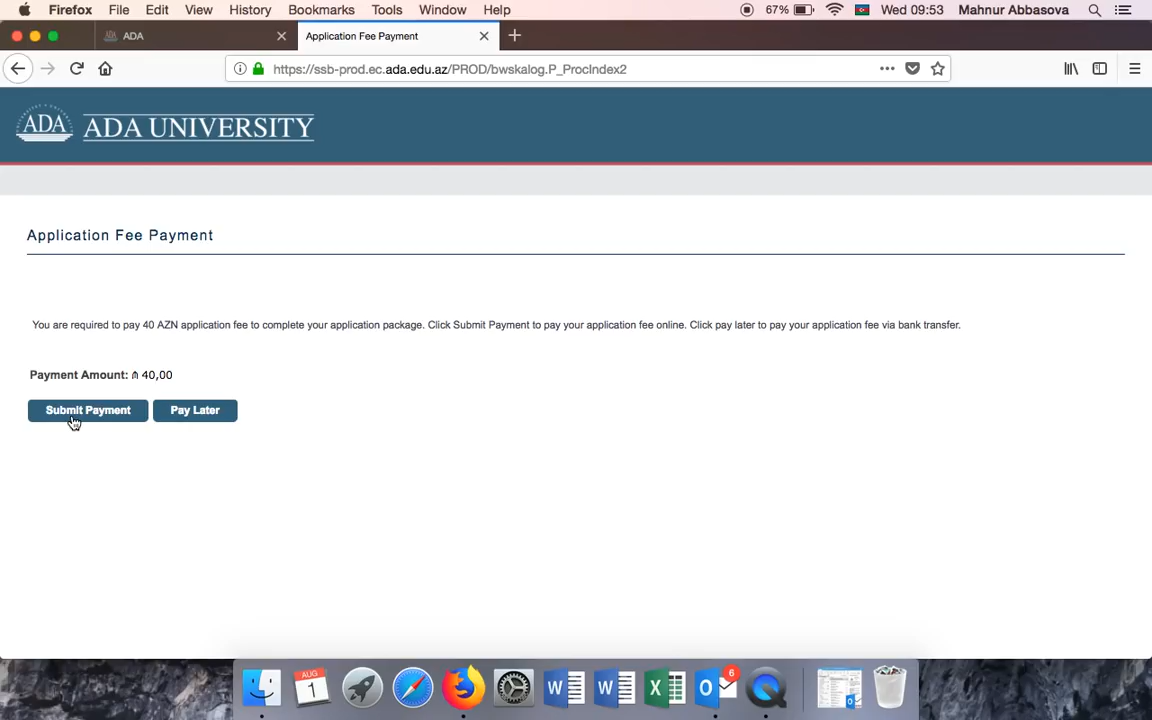 Firefox File Edit View History Bookmarks Tools Window Help 67% Wed 09:53 Mahnur Abbasova
ADA Application Fee Payment
https://ssb-prod.ec.ada.edu.az/PROD/bwskalog.P_ProcIndex2
ADA ADA UNIVERSITY
Application Fee Payment
You are required to pay 40 AZN application fee to complete your application package. Click Submit Payment to pay your application fee online. Click pay later to pay your application fee via bank transfer.
Payment Amount: ₼ 40,00
Submit Payment Pay Later
AUG
1
6